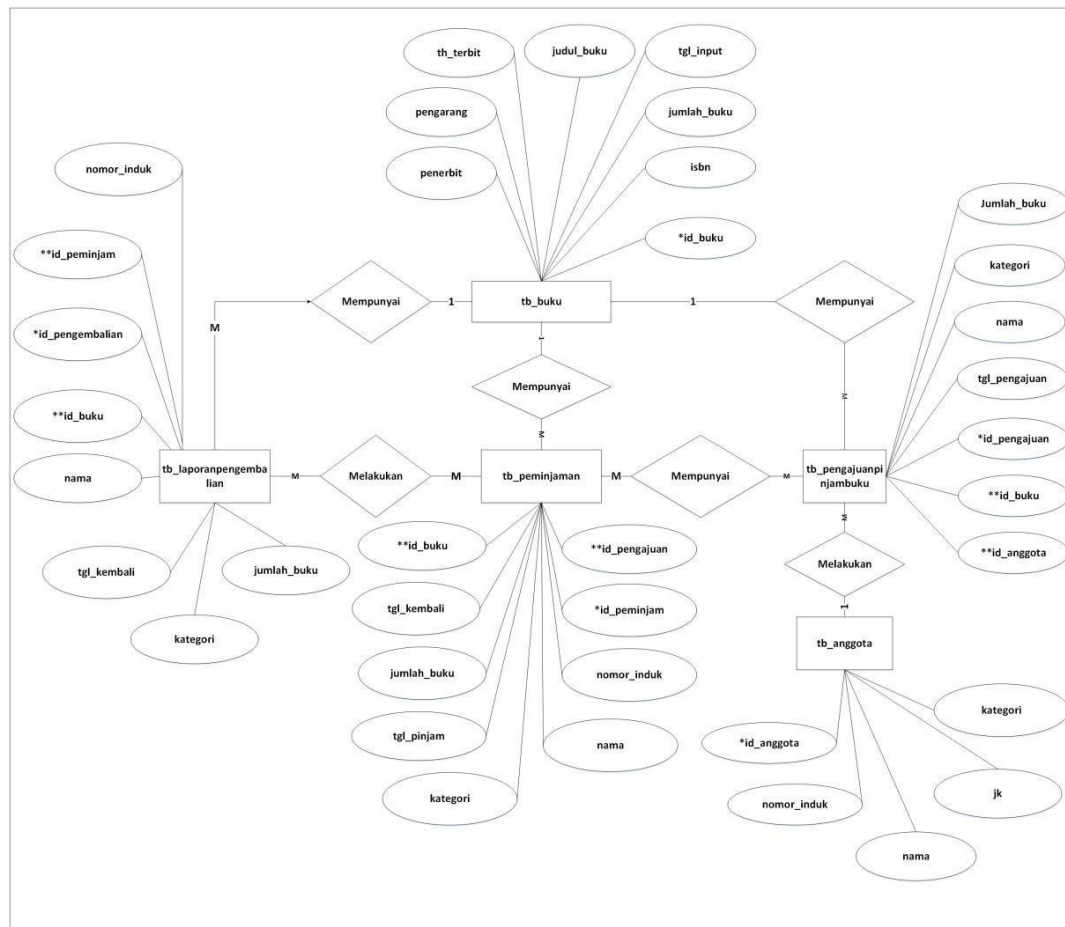 th_terbit
judul_buku
tgl_input
pengarang
jumlah_buku
penerbit
isbn
*id_buku
nomor_induk
**id_peminjam
*id_pengembalian
**id_buku
nama
Jumlah_buku
kategori
nama
tgl_pengajuan
*id_pengajuan
**id_buku
**id_anggota
Mempunyai
1
tb_buku
1
Mempunyai
M
1
Mempunyai
M
M
tb_laporanpengemba
lian
M
Melakukan
M
tb_peminjaman
M
Mempunyai
M
tb_pengajuanpi
njambuku
M
Melakukan
1
tb_anggota
tgl_kembali
jumlah_buku
kategori
**id_buku
**id_pengajuan
tgl_kembali
*id_peminjam
jumlah_buku
nomor_induk
tgl_pinjam
nama
kategori
kategori
*id_anggota
jk
nomor_induk
nama